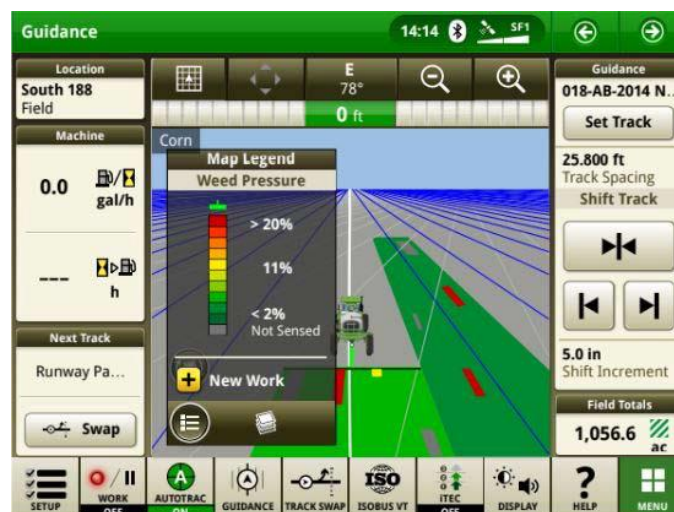 Guidance
14:14
SF1
Location
South 188
Field
Machine
0.0
gal/h
---
h
Next Track
Runway Pa...
Swap
E
78°
0 ft
Corn
Map Legend
Weed Pressure
> 20%
11%
< 2%
Not Sensed
New Work
Guidance
018-AB-2014 N...
Set Track
25.800 ft
Track Spacing
Shift Track
5.0 in
Shift Increment
Field Totals
1,056.6
ac
SETUP
WORK
OFF
A
AUTOTRAC
ON
GUIDANCE
TRACK SWAP
ISO
ISOBUS VT
iTEC
OFF
DISPLAY
?
HELP
MENU